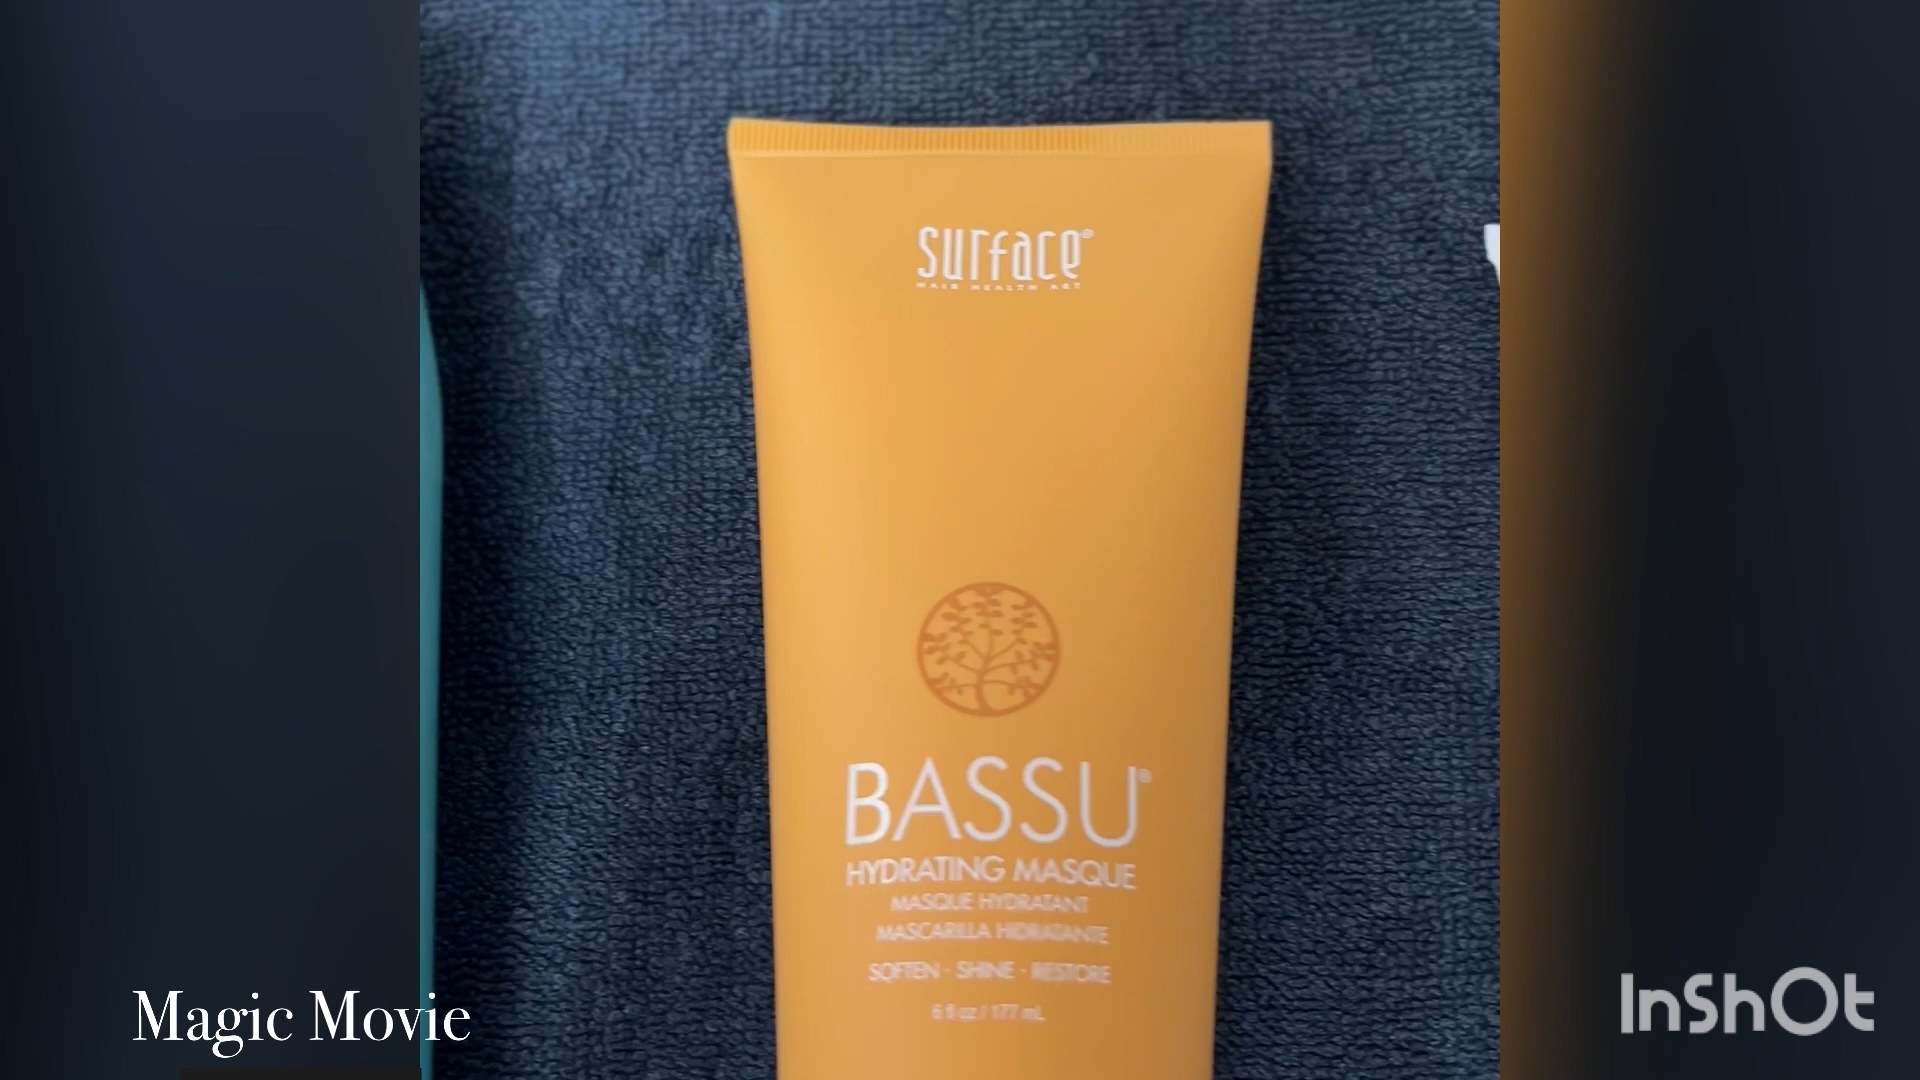 surface®
HAIR HEALTH ART
BASSU®
HYDRATING MASQUE
MASQUE HYDRATANT
MASCARILLA HIDRATANTE
SOFTEN · SHINE · RESTORE
6 fl oz / 177 mL
Magic Movie
InShOt